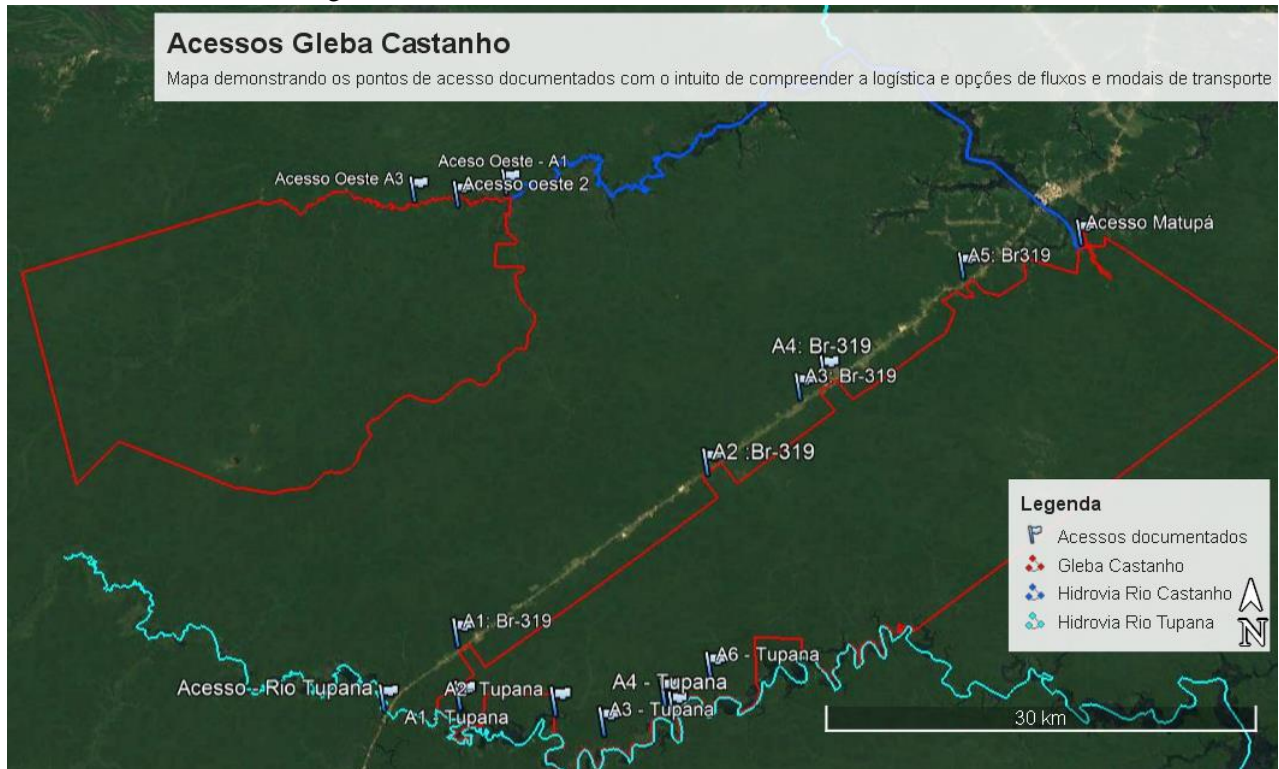 Acessos Gleba Castanho
Mapa demonstrando os pontos de acesso documentados com o intuito de compreender a logística e opções de fluxos e modais de transporte
Aceso Oeste - A1
Acesso Oeste A3
Acesso oeste 2
Acesso Matupá
A5: Br319
A4: Br-319
A3: Br-319
A2 :Br-319
A1: Br-319
A6 - Tupana
A4 - Tupana
Acesso - Rio Tupana
A2 - Tupana
A1 - Tupana
A3 - Tupana
Legenda
Acessos documentados
Gleba Castanho
Hidrovia Rio Castanho
Hidrovia Rio Tupana
N
30 km